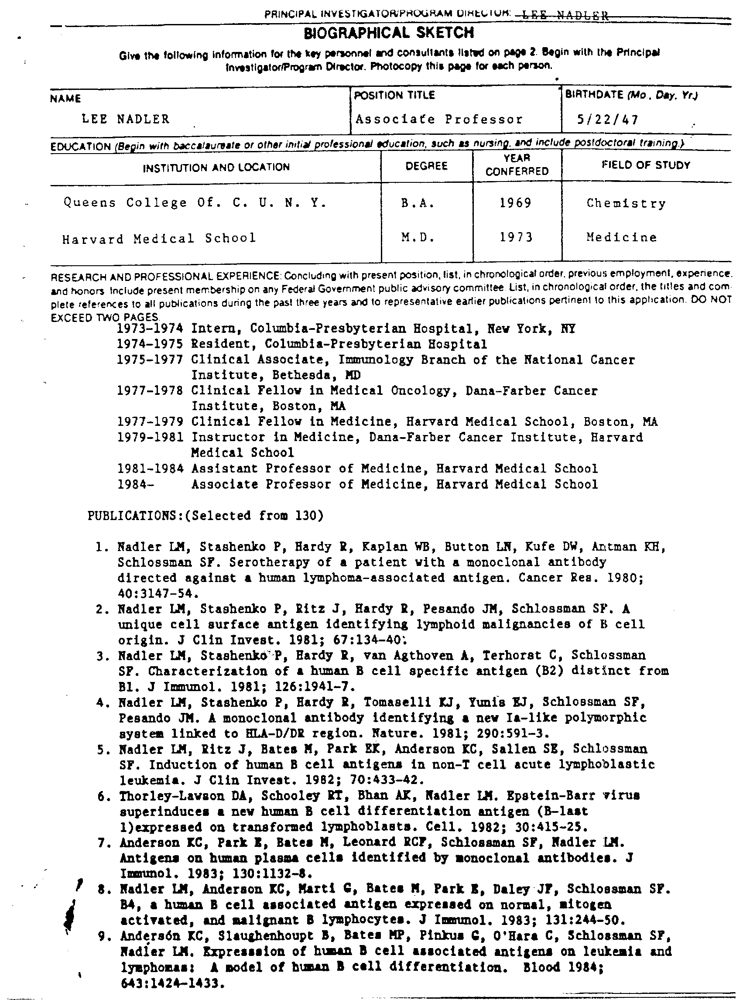 PRINCIPAL INVESTIGATOR/PROGRAM DIRECTOR: LEE NADLER
BIOGRAPHICAL SKETCH
Give the following information for the key personnel and consultants listed on page 2. Begin with the Principal
Investigator/Program Director. Photocopy this page for each person.
NAME POSITION TITLE BIRTHDATE (Mo., Day, Yr.)
LEE NADLER Associate Professor 5/22/47
EDUCATION (Begin with baccalaureate or other initial professional education, such as nursing, and include postdoctoral training.)
INSTITUTION AND LOCATION DEGREE YEAR CONFERRED FIELD OF STUDY
Queens College Of. C. U. N. Y. B.A. 1969 Chemistry
Harvard Medical School M.D. 1973 Medicine
RESEARCH AND PROFESSIONAL EXPERIENCE: Concluding with present position, list, in chronological order, previous employment, experience,
and honors. Include present membership on any Federal Government public advisory committee. List, in chronological order, the titles and com-
plete references to all publications during the past three years and to representative earlier publications pertinent to this application. DO NOT
EXCEED TWO PAGES.
1973-1974 Intern, Columbia-Presbyterian Hospital, New York, NY
1974-1975 Resident, Columbia-Presbyterian Hospital
1975-1977 Clinical Associate, Immunology Branch of the National Cancer
Institute, Bethesda, MD
1977-1978 Clinical Fellow in Medical Oncology, Dana-Farber Cancer
Institute, Boston, MA
1977-1979 Clinical Fellow in Medicine, Harvard Medical School, Boston, MA
1979-1981 Instructor in Medicine, Dana-Farber Cancer Institute, Harvard
Medical School
1981-1984 Assistant Professor of Medicine, Harvard Medical School
1984- Associate Professor of Medicine, Harvard Medical School
PUBLICATIONS:(Selected from 130)
1. Nadler LM, Stashenko P, Hardy R, Kaplan WB, Button LN, Kufe DW, Antman KH,
Schlossman SF. Serotherapy of a patient with a monoclonal antibody
directed against a human lymphoma-associated antigen. Cancer Res. 1980;
40:3147-54.
2. Nadler LM, Stashenko P, Ritz J, Hardy R, Pesando JM, Schlossman SF. A
unique cell surface antigen identifying lymphoid malignancies of B cell
origin. J Clin Invest. 1981; 67:134-40.
3. Nadler LM, Stashenko P, Hardy R, van Agthoven A, Terhorst C, Schlossman
SF. Characterization of a human B cell specific antigen (B2) distinct from
B1. J Immunol. 1981; 126:1941-7.
4. Nadler LM, Stashenko P, Hardy R, Tomaselli KJ, Yunis EJ, Schlossman SF,
Pesando JM. A monoclonal antibody identifying a new Ia-like polymorphic
system linked to HLA-D/DR region. Nature. 1981; 290:591-3.
5. Nadler LM, Ritz J, Bates M, Park EK, Anderson KC, Sallen SE, Schlossman
SF. Induction of human B cell antigens in non-T cell acute lymphoblastic
leukemia. J Clin Invest. 1982; 70:433-42.
6. Thorley-Lawson DA, Schooley RT, Bhan AK, Nadler LM. Epstein-Barr virus
superinduces a new human B cell differentiation antigen (B-last
1)expressed on transformed lymphoblasts. Cell. 1982; 30:415-25.
7. Anderson KC, Park E, Bates M, Leonard RCF, Schlossman SF, Nadler LM.
Antigens on human plasma cells identified by monoclonal antibodies. J
Immunol. 1983; 130:1132-8.
8. Nadler LM, Anderson KC, Marti G, Bates M, Park E, Daley JF, Schlossman SF.
B4, a human B cell associated antigen expressed on normal, mitogen
activated, and malignant B lymphocytes. J Immunol. 1983; 131:244-50.
9. Anderson KC, Slaughenhoupt B, Bates MP, Pinkus G, O'Hara C, Schlossman SF,
Nadler LM. Expression of human B cell associated antigens on leukemia and
lymphomas: A model of human B cell differentiation. Blood 1984;
643:1424-1433.